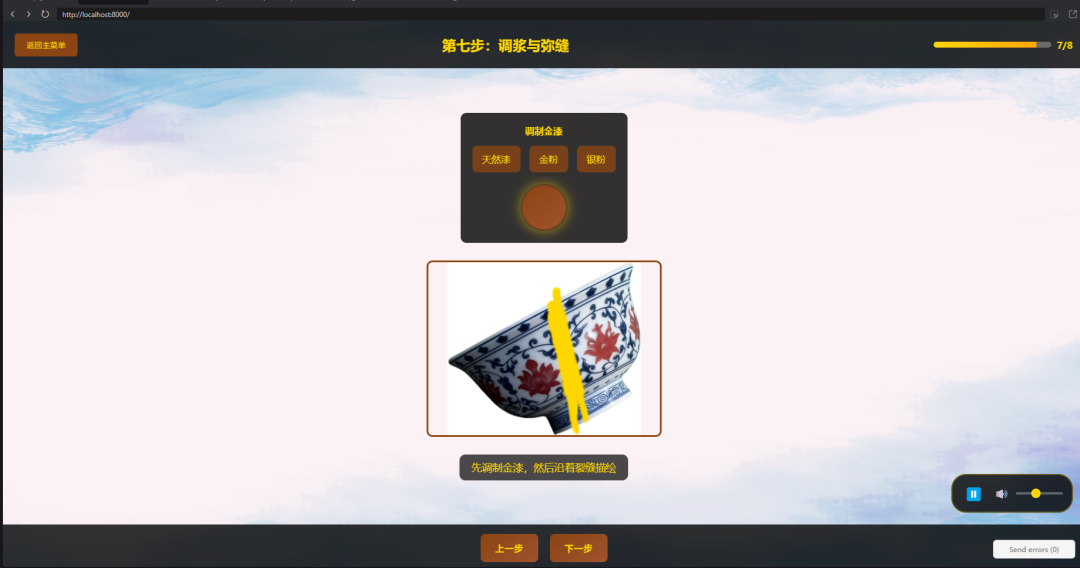 http://localhost:8000/
返回主菜单
第七步：调浆与弥缝
7/8
调制金漆
天然漆
金粉
银粉
先调制金漆，然后沿着裂缝描绘
上一步
下一步
Send errors (0)